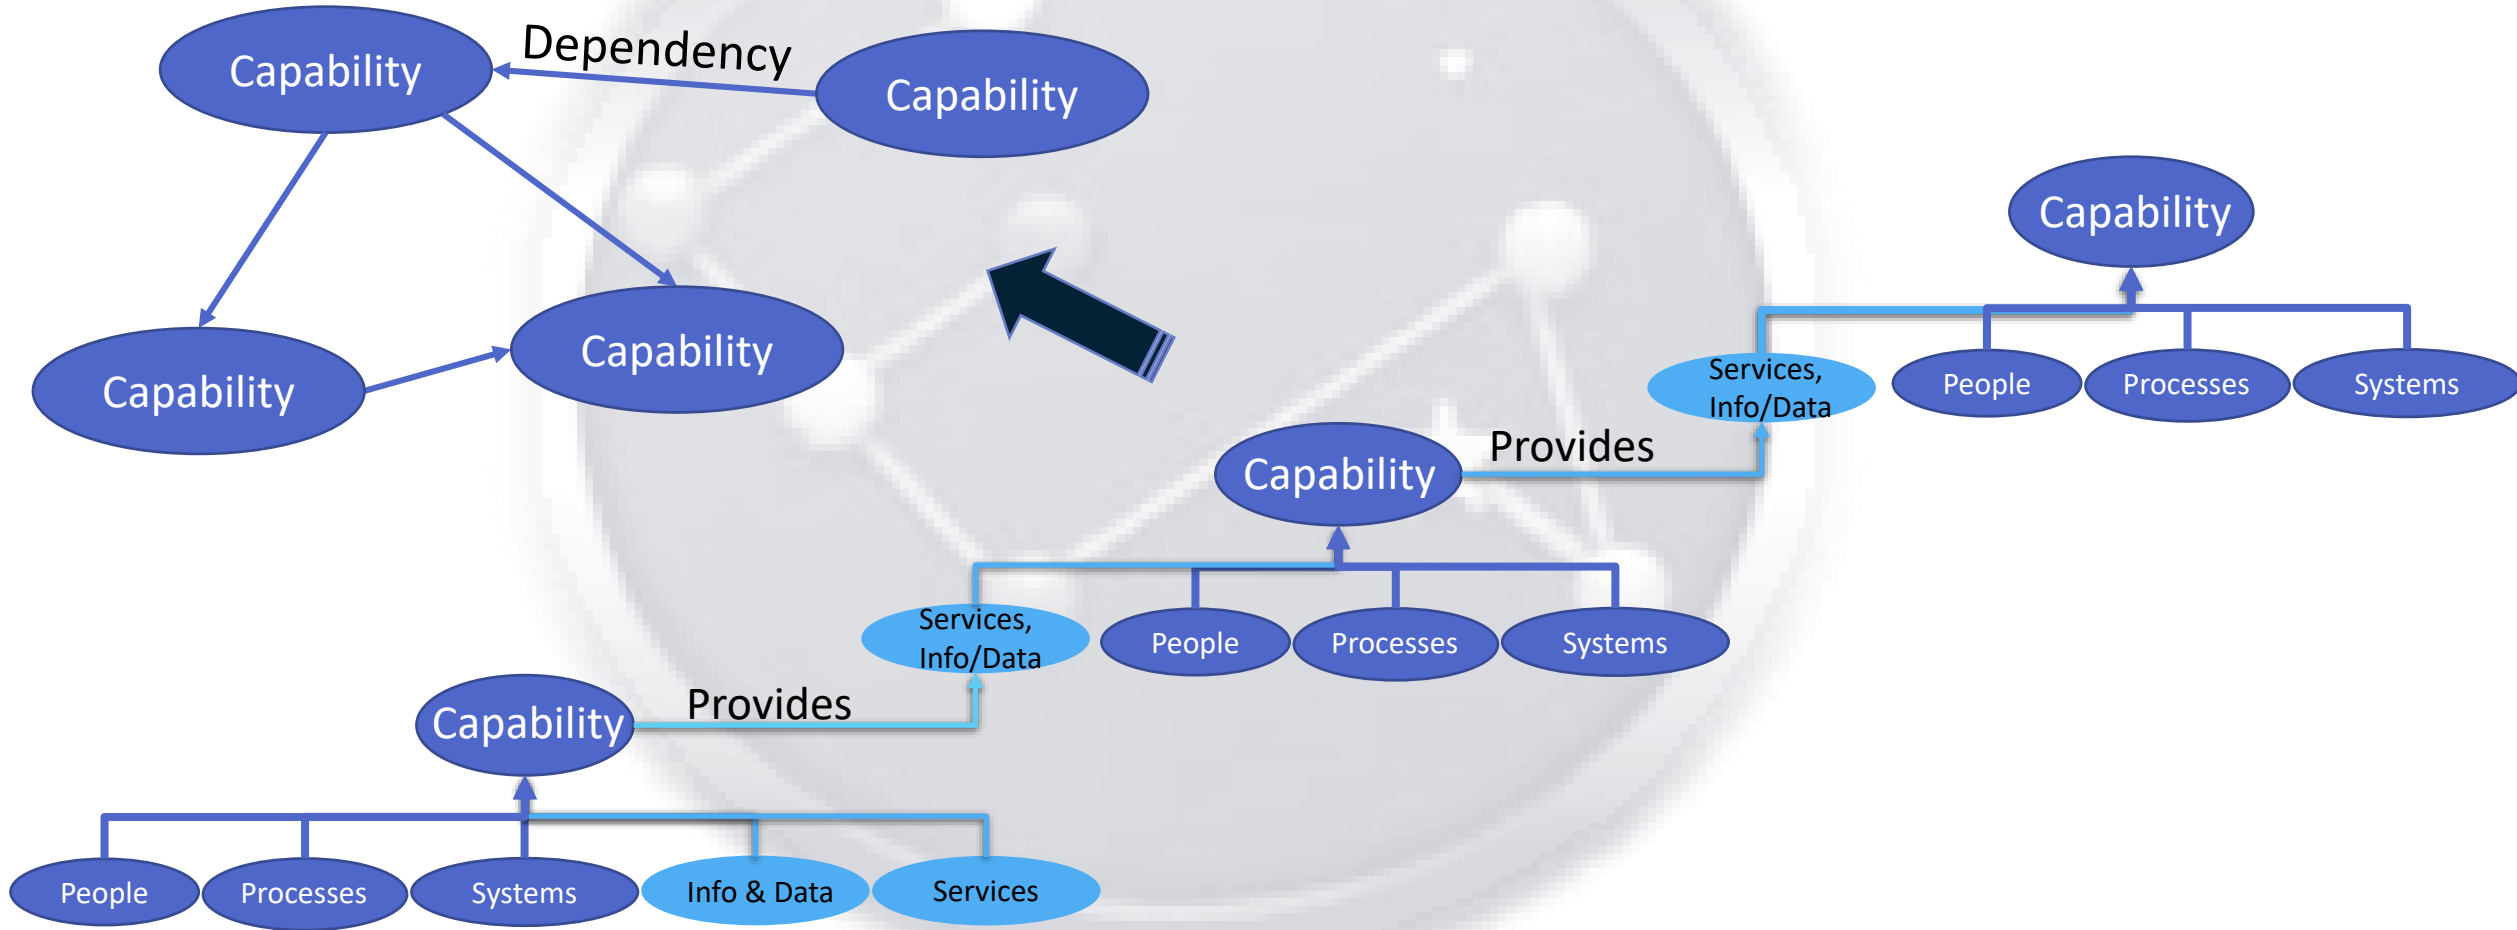 Capability
Dependency
Capability
Capability
Capability
Capability
Services,
Info/Data
People
Processes
Systems
Capability
Provides
Services,
Info/Data
People
Processes
Systems
Capability
Provides
People
Processes
Systems
Info & Data
Services